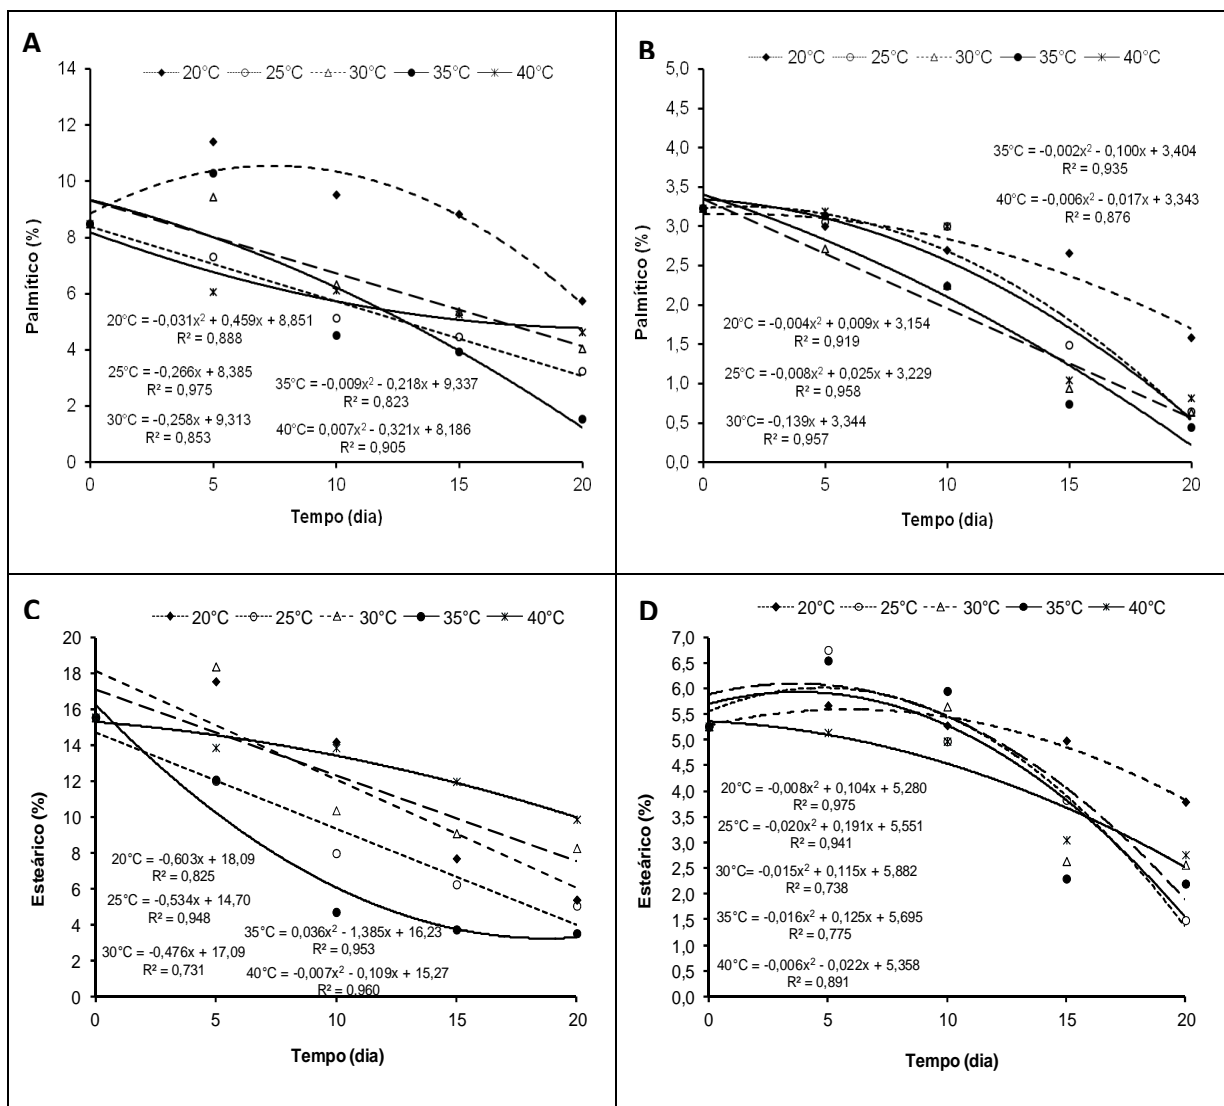 A
20°C 25°C 30°C 35°C 40°C
14
12
10
8
6
4
2
0
Palmítico (%)
20°C = -0,031x² + 0,459x + 8,851
R² = 0,888
25°C = -0,266x + 8,385
R² = 0,975
30°C = -0,258x + 9,313
R² = 0,853
35°C = -0,009x² - 0,218x + 9,337
R² = 0,823
40°C= 0,007x² - 0,321x + 8,186
R² = 0,905
0 5 10 15 20
Tempo (dia)
B
20°C 25°C 30°C 35°C 40°C
5,0
4,5
4,0
3,5
3,0
2,5
2,0
1,5
1,0
0,5
0,0
Palmítico (%)
35°C = -0,002x² - 0,100x + 3,404
R² = 0,935
40°C = -0,006x² - 0,017x + 3,343
R² = 0,876
20°C = -0,004x² + 0,009x + 3,154
R² = 0,919
25°C = -0,008x² + 0,025x + 3,229
R² = 0,958
30°C= -0,139x + 3,344
R² = 0,957
0 5 10 15 20
Tempo (dia)
C
20°C 25°C 30°C 35°C 40°C
20
18
16
14
12
10
8
6
4
2
0
Esteárico (%)
20°C = -0,603x + 18,09
R² = 0,825
25°C = -0,534x + 14,70
R² = 0,948
30°C = -0,476x + 17,09
R² = 0,731
35°C = 0,036x² - 1,385x + 16,23
R² = 0,953
40°C = -0,007x² - 0,109x + 15,27
R² = 0,960
0 5 10 15 20
Tempo (dia)
D
20°C 25°C 30°C 35°C 40°C
7,0
6,5
6,0
5,5
5,0
4,5
4,0
3,5
3,0
2,5
2,0
1,5
1,0
0,5
0,0
Esteárico (%)
20°C = -0,008x² + 0,104x + 5,280
R² = 0,975
25°C = -0,020x² + 0,191x + 5,551
R² = 0,941
30°C= -0,015x² + 0,115x + 5,882
R² = 0,738
35°C = -0,016x² + 0,125x + 5,695
R² = 0,775
40°C = -0,006x² - 0,022x + 5,358
R² = 0,891
0 5 10 15 20
Tempo (dia)